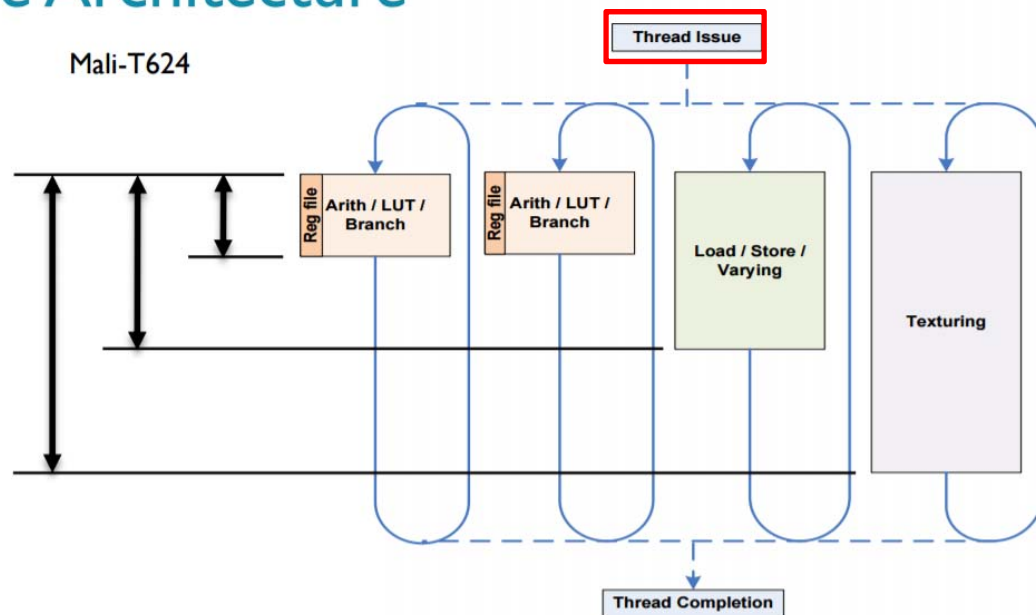 e Architecture
Mali-T624
Thread Issue
Reg file
Arith / LUT /
Branch
Reg file
Arith / LUT /
Branch
Load / Store /
Varying
Texturing
Thread Completion